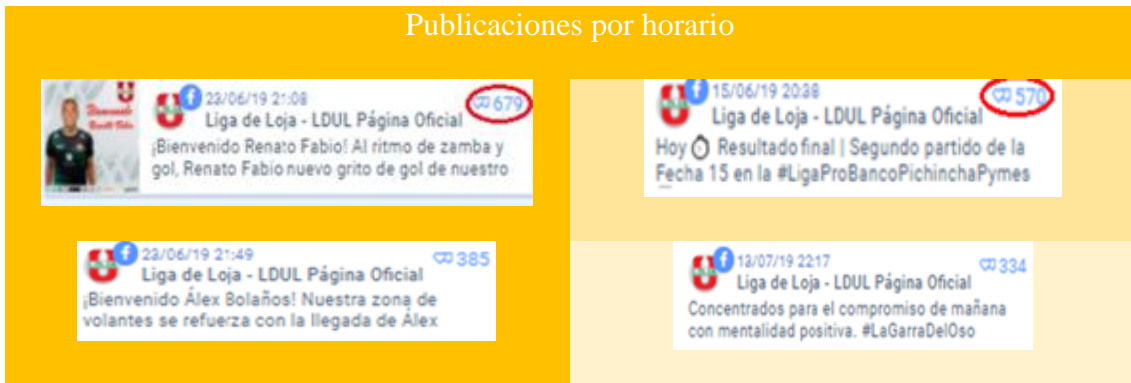 Publicaciones por horario
Bienvenido
23/06/19 21:08
679
Liga de Loja - LDUL Página Oficial
¡Bienvenido Renato Fabio! Al ritmo de zamba y
gol, Renato Fabio nuevo grito de gol de nuestro
15/06/19 20:38
570
Liga de Loja - LDUL Página Oficial
Hoy Resultado final | Segundo partido de la
Fecha 15 en la #LigaProBancoPichinchaPymes
23/06/19 21:49
385
Liga de Loja - LDUL Página Oficial
¡Bienvenido Álex Bolaños! Nuestra zona de
volantes se refuerza con la llegada de Álex
13/07/19 22:17
334
Liga de Loja - LDUL Página Oficial
Concentrados para el compromiso de mañana
con mentalidad positiva. #LaGarraDelOso